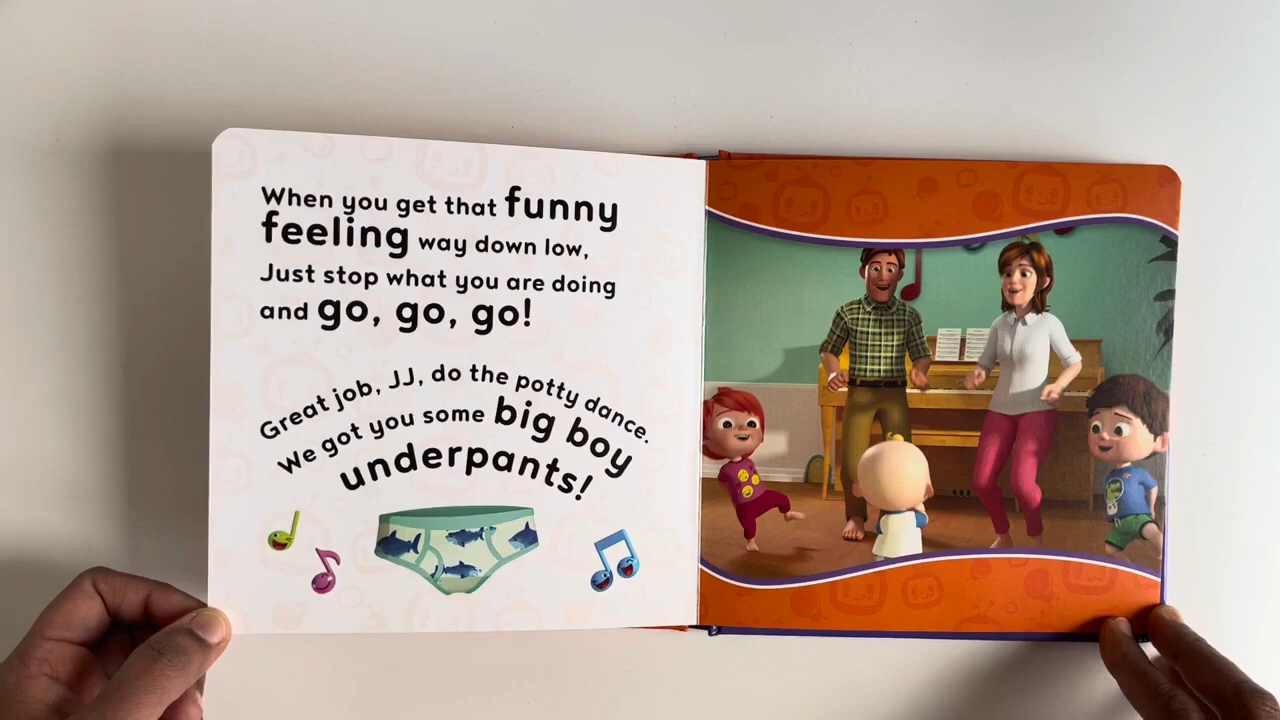 When you get that funny
feeling way down low,
Just stop what you are doing
and go, go, go!
Great job, JJ, do the potty dance.
We got you some big boy
underpants!